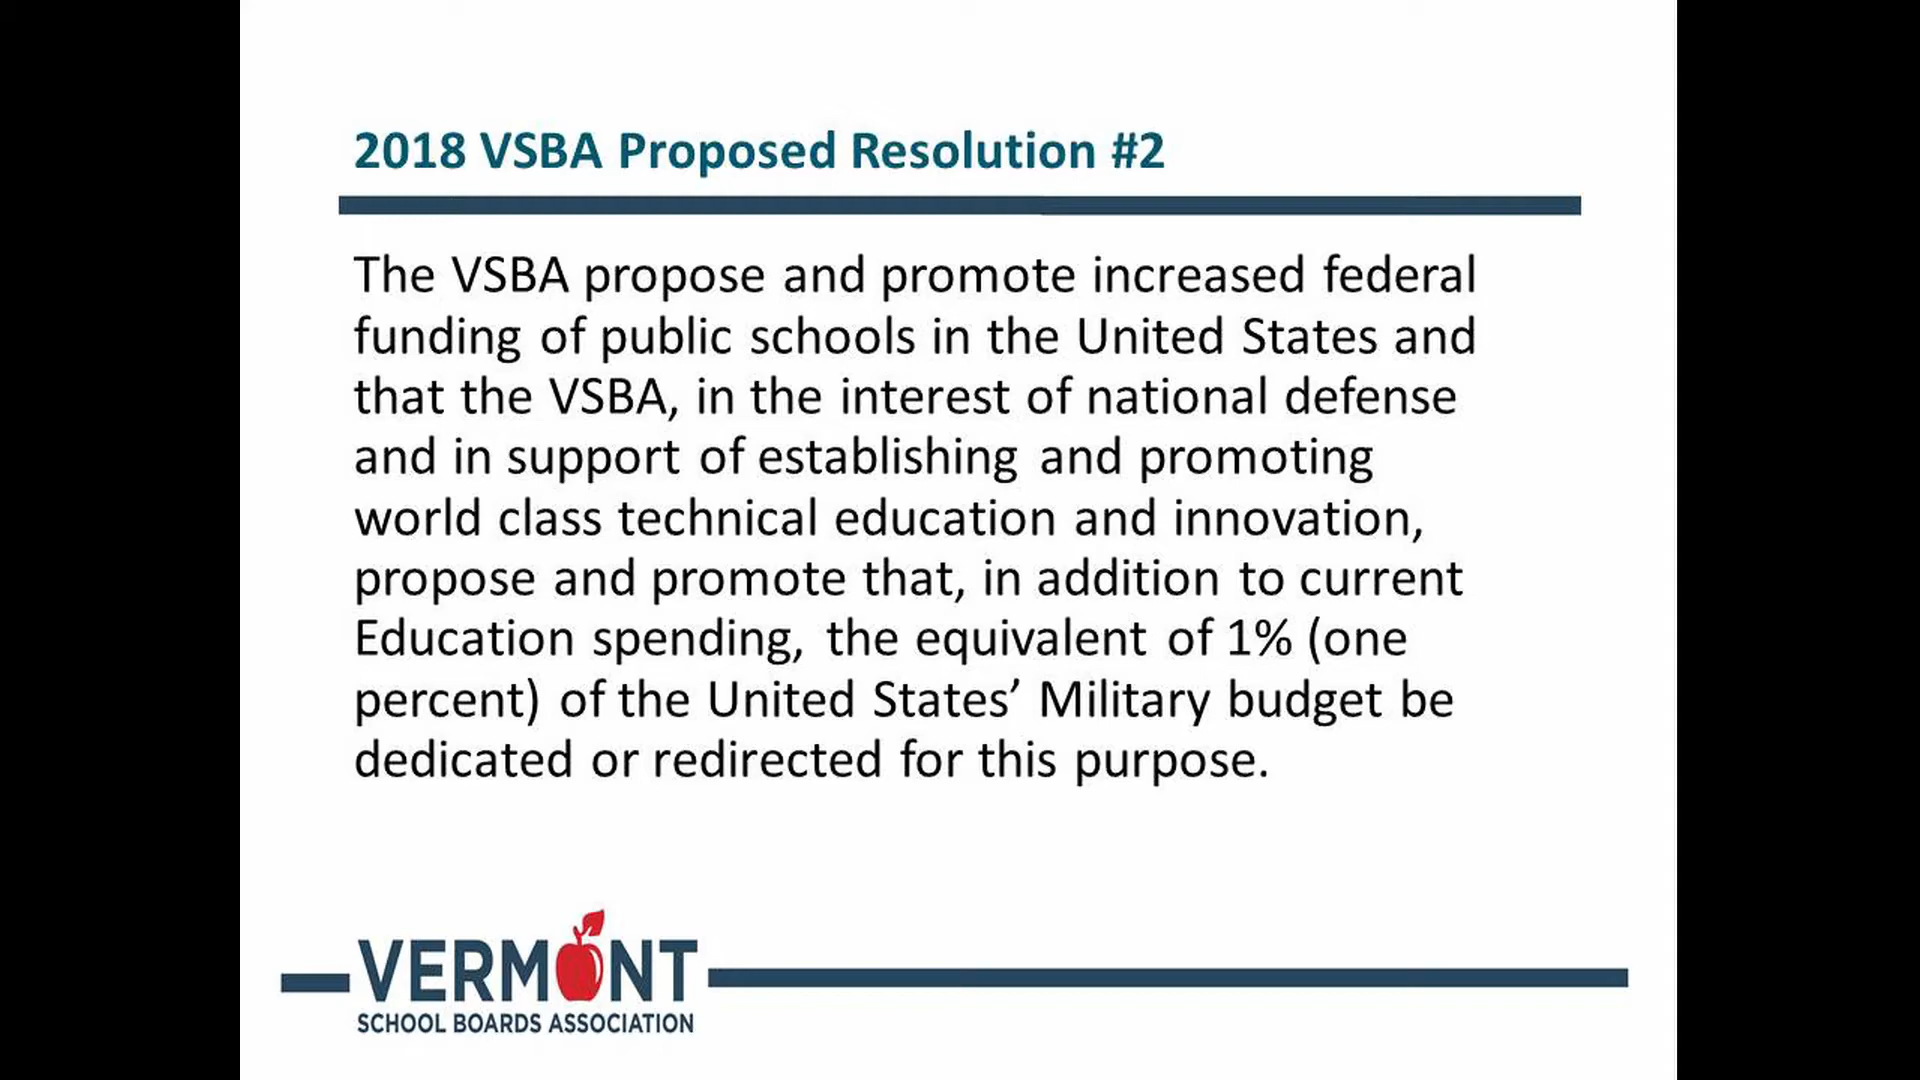 2018 VSBA Proposed Resolution #2
The VSBA propose and promote increased federal
funding of public schools in the United States and
that the VSBA, in the interest of national defense
and in support of establishing and promoting
world class technical education and innovation,
propose and promote that, in addition to current
Education spending, the equivalent of 1% (one
percent) of the United States’ Military budget be
dedicated or redirected for this purpose.
VERMONT
SCHOOL BOARDS ASSOCIATION